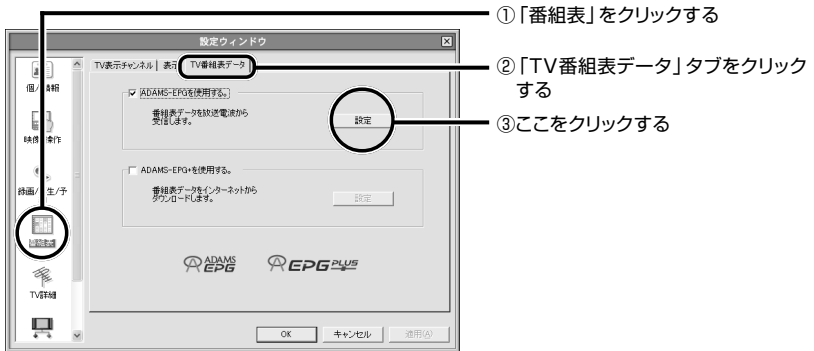 ①「番組表」をクリックする
設定ウィンドウ
TV表示チャンネル
表示
TV番組表データ
②「TV番組表データ」タブをクリック
する
個人情報
ADAMS-EPGを使用する。
番組表データを放送電波から
受信します。
設定
③ここをクリックする
映像
操作
ADAMS-EPG+を使用する。
番組表データをインターネットから
ダウンロードします。
設定
録画/
生/予
番組表
ADAMS
EPG
EPG PLUS
TV詳細
OK
キャンセル
適用(A)